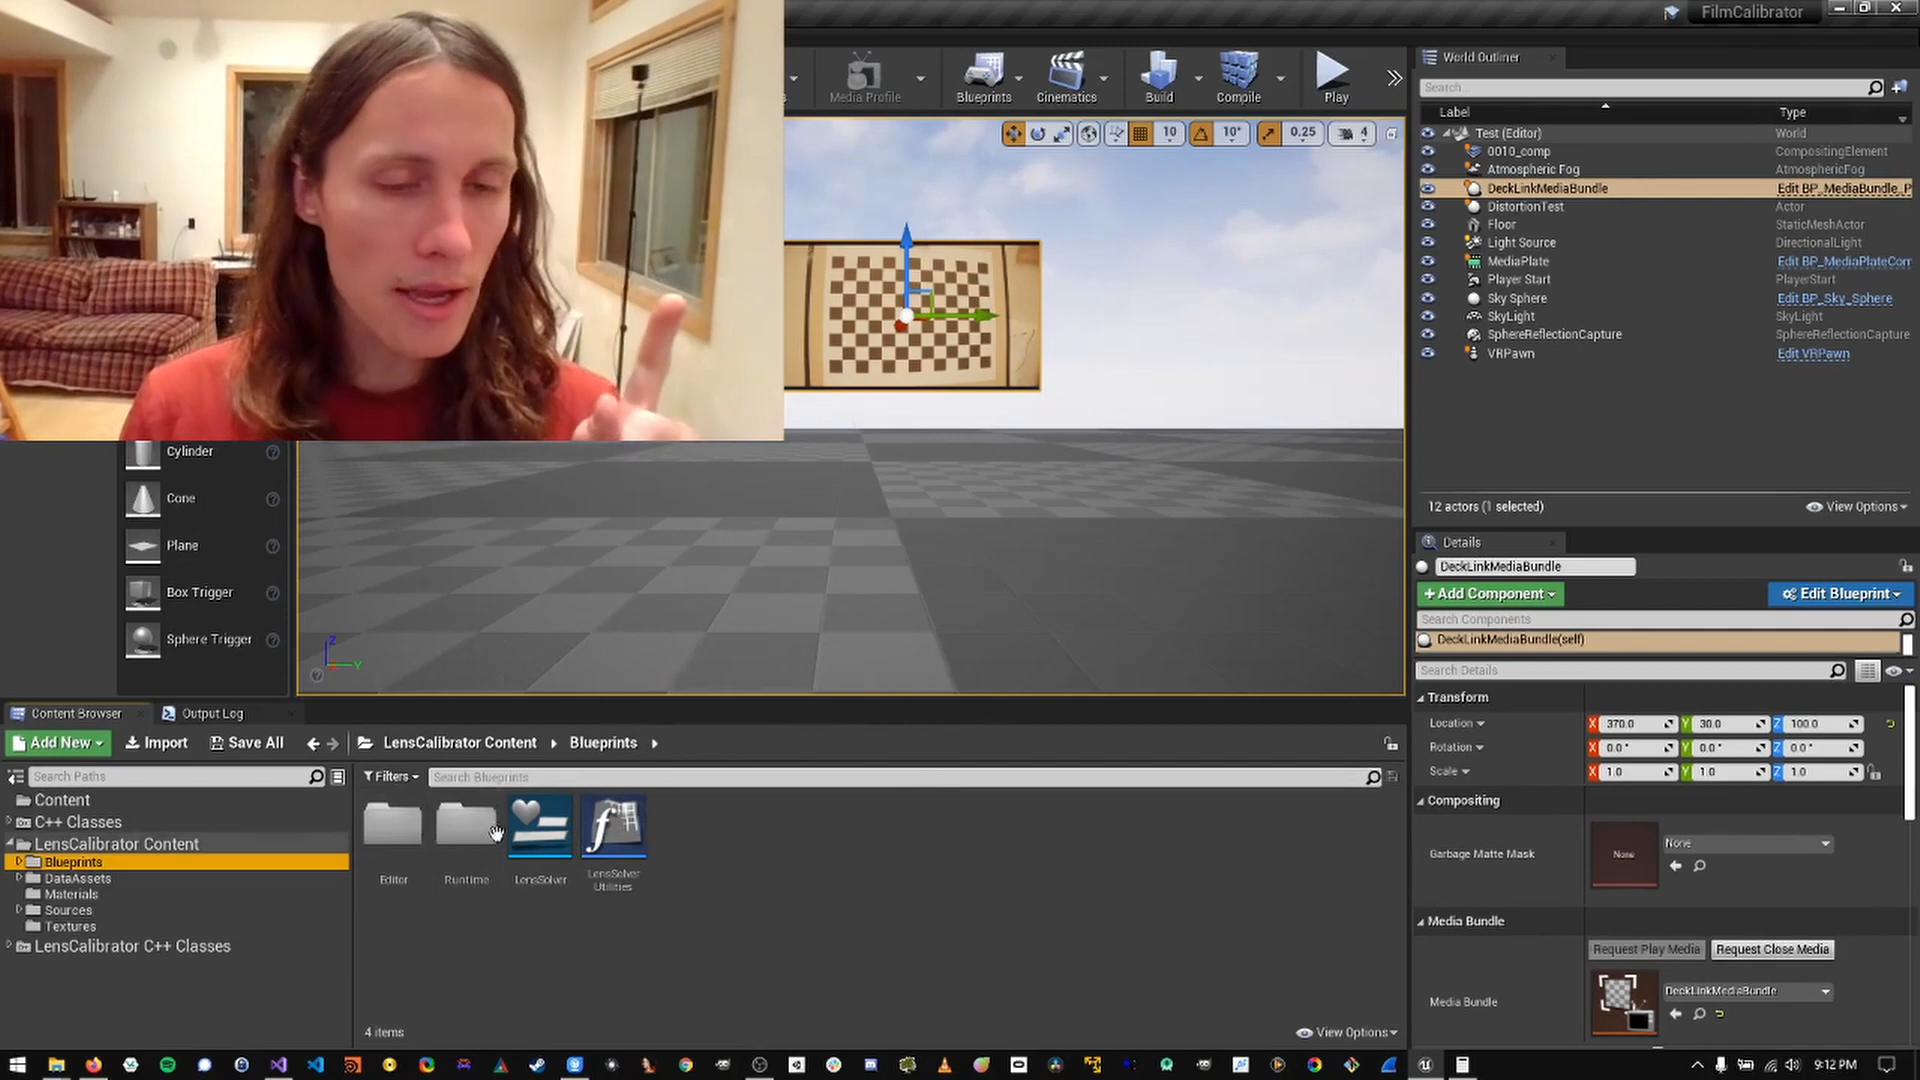 FilmCalibrator
Media Profile
Blueprints
Cinematics
Build
Compile
Play
10
10°
0.25
4
World Outliner
Search...
Label
Type
Test (Editor)
World
0010_comp
CompositingElement
Atmospheric Fog
AtmosphericFog
DeckLinkMediaBundle
Edit BP_MediaBundle_P
DistortionTest
Actor
Floor
StaticMeshActor
Light Source
DirectionalLight
MediaPlate
Edit BP_MediaPlateCom
Player Start
PlayerStart
Sky Sphere
Edit BP_Sky_Sphere
SkyLight
SkyLight
SphereReflectionCapture
SphereReflectionCapture
VRPawn
Edit VRPawn
12 actors (1 selected)
View Options
Cylinder
Cone
Plane
Box Trigger
Sphere Trigger
Z
Y
Details
DeckLinkMediaBundle
+Add Component
Edit Blueprint
Search Components
DeckLinkMediaBundle(self)
Search Details
Transform
Location
X 370.0 Y 30.0 Z 100.0
Rotation
X 0.0° Y 0.0° Z 0.0°
Scale
X 1.0 Y 1.0 Z 1.0
Compositing
Garbage Matte Mask
None
None
Media Bundle
Request Play Media
Request Close Media
Media Bundle
DeckLinkMediaBundle
Content Browser
Output Log
Add New
Import
Save All
LensCalibrator Content
Blueprints
Search Paths
Filters
Search Blueprints
Content
C++ Classes
LensCalibrator Content
Blueprints
DataAssets
Materials
Sources
Textures
LensCalibrator C++ Classes
Editor
Runtime
LensSolver
LensSolver
Utilities
4 items
View Options
9:12 PM